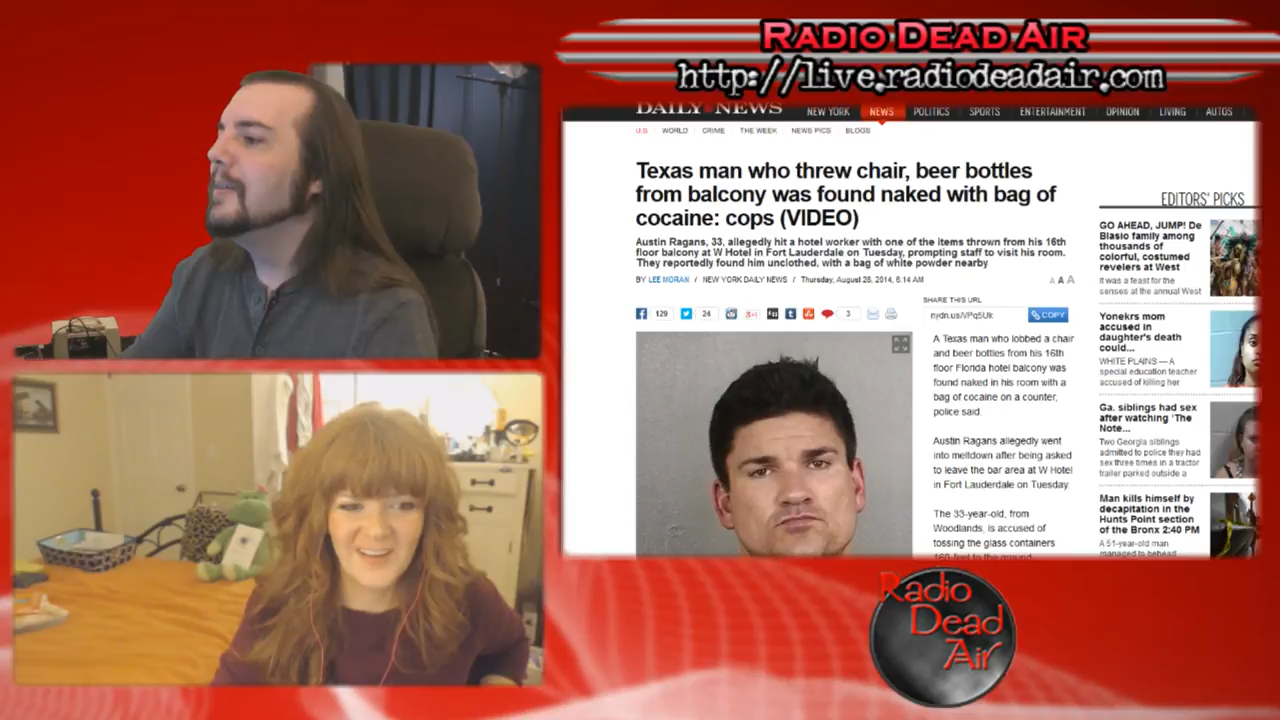 RADIO DEAD AIR
http://live.radiodeadair.com
DAILY NEWS
NEW YORK NEWS POLITICS SPORTS ENTERTAINMENT OPINION LIVING AUTOS
U.S WORLD CRIME THE WEEK NEWS PICS BLOGS
Texas man who threw chair, beer bottles
from balcony was found naked with bag of
cocaine: cops (VIDEO)
Austin Ragans, 33, allegedly hit a hotel worker with one of the items thrown from his 16th
floor balcony at W Hotel in Fort Lauderdale on Tuesday, prompting staff to visit his room.
They reportedly found him unclothed, with a bag of white powder nearby
BY LEE MORAN / NEW YORK DAILY NEWS / Thursday, August 28, 2014, 6:14 AM
A A A
SHARE THIS URL
129 24 3
nydn.us/VPq5Uk COPY
A Texas man who lobbed a chair
and beer bottles from his 16th
floor Florida hotel balcony was
found naked in his room with a
bag of cocaine on a counter,
police said.
Austin Ragans allegedly went
into meltdown after being asked
to leave the bar area at W Hotel
in Fort Lauderdale on Tuesday
The 33-year-old, from
Woodlands, is accused of
tossing the glass containers
160-feet to the ground
EDITORS' PICKS
GO AHEAD, JUMP! De
Blasio family among
thousands of
colorful, costumed
revelers at West
It was a feast for the
senses at the annual West
Yonekrs mom
accused in
daughter's death
could...
WHITE PLAINS — A
special education teacher
accused of killing her
Ga. siblings had sex
after watching 'The
Note...
Two Georgia siblings
admitted to police they had
sex three times in a tractor
trailer parked outside a
Man kills himself by
decapitation in the
Hunts Point section
of the Bronx 2:40 PM
A 51-year-old man
managed to behead
Radio
Dead
Air